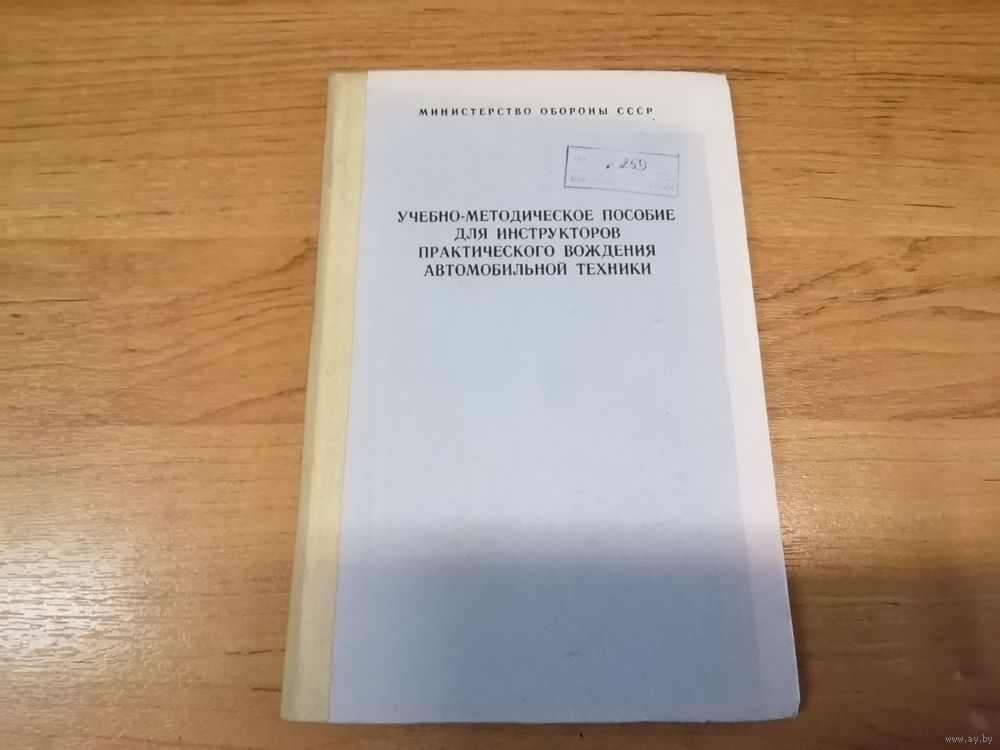 МИНИСТЕРСТВО ОБОРОНЫ СССР
№259
УЧЕБНО-МЕТОДИЧЕСКОЕ ПОСОБИЕ
ДЛЯ ИНСТРУКТОРОВ
ПРАКТИЧЕСКОГО ВОЖДЕНИЯ
АВТОМОБИЛЬНОЙ ТЕХНИКИ
www.ay.by